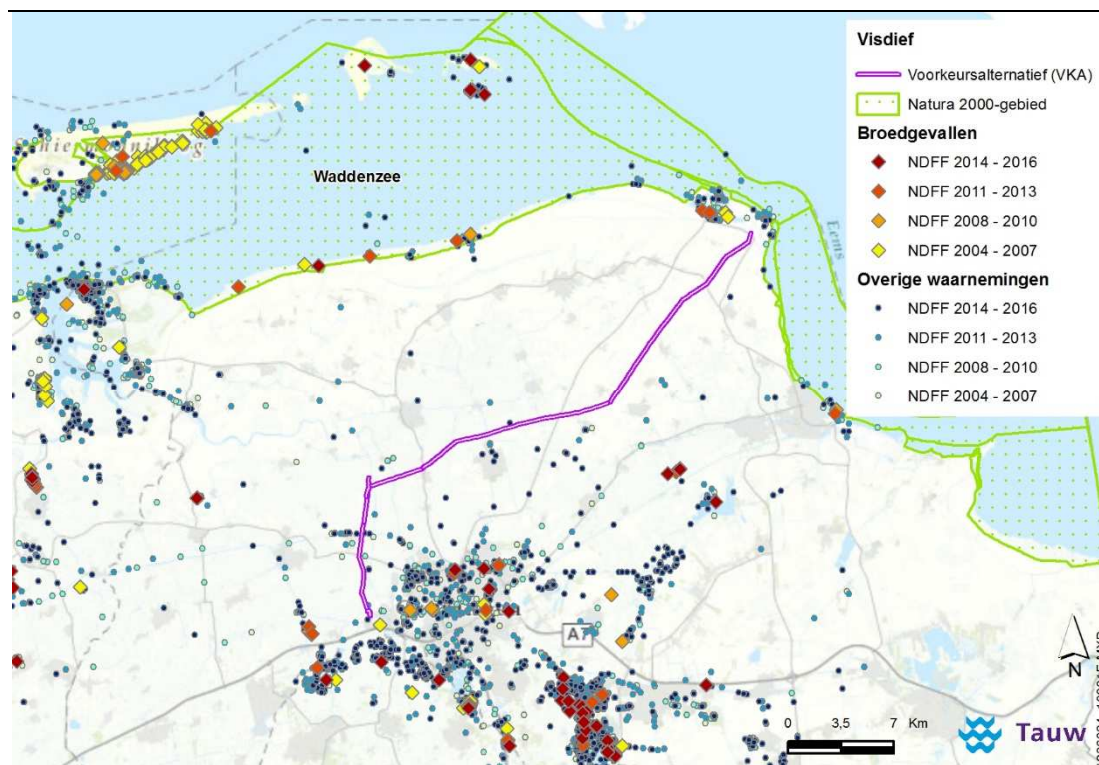 Visdief
Voorkeursalternatief (VKA)
Natura 2000-gebied
Broedgevallen
NDFF 2014 - 2016
NDFF 2011 - 2013
NDFF 2008 - 2010
NDFF 2004 - 2007
Overige waarnemingen
NDFF 2014 - 2016
NDFF 2011 - 2013
NDFF 2008 - 2010
NDFF 2004 - 2007
Waddenzee
Eems
A7
N
0 3,5 7 Km
Tauw